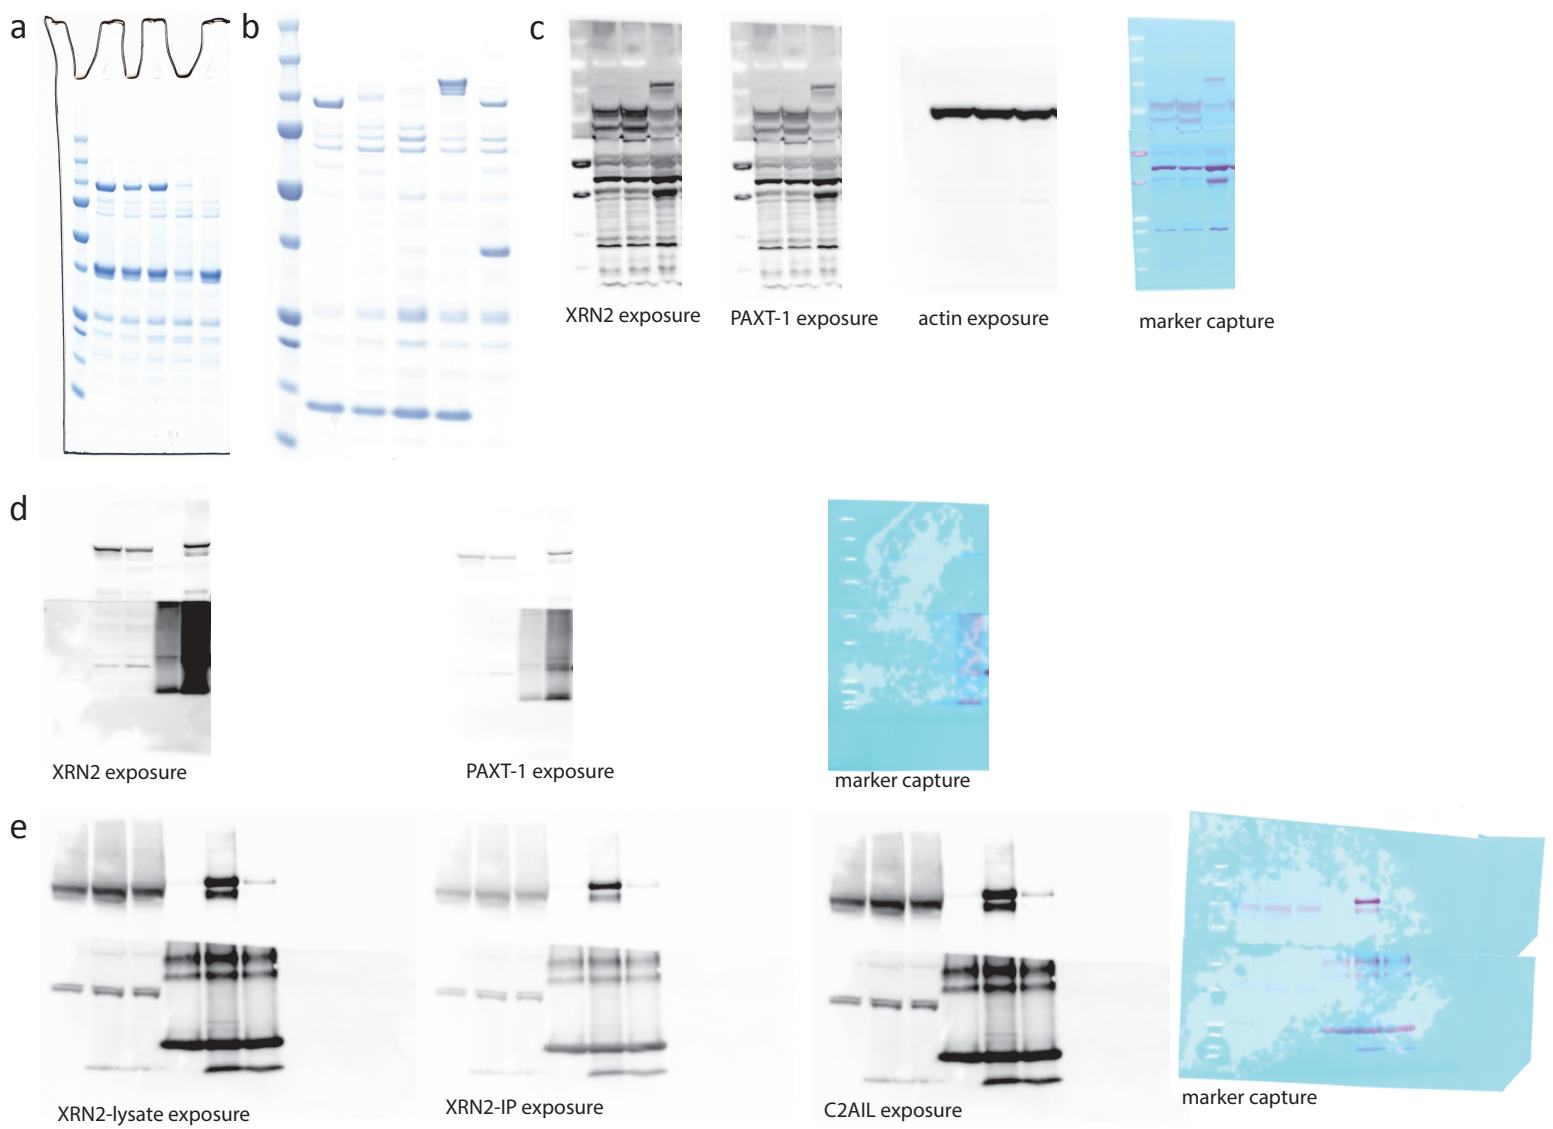 a
b
c
XRN2 exposure
PAXT-1 exposure
actin exposure
marker capture
d
XRN2 exposure
PAXT-1 exposure
marker capture
e
XRN2-lysate exposure
XRN2-IP exposure
C2AIL exposure
marker capture